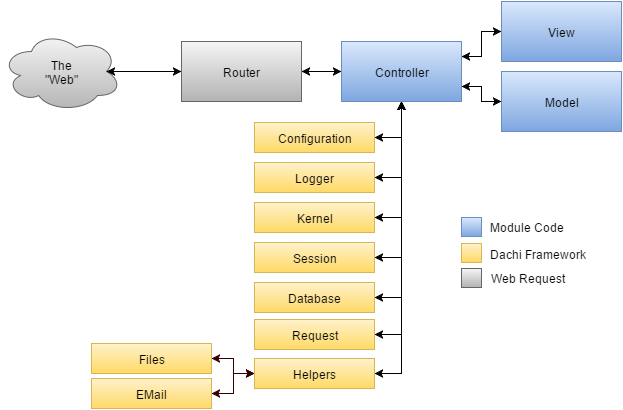 The
"Web"
Router
Controller
View
Model
Configuration
Logger
Kernel
Session
Database
Request
Helpers
Files
EMail
Module Code
Dachi Framework
Web Request